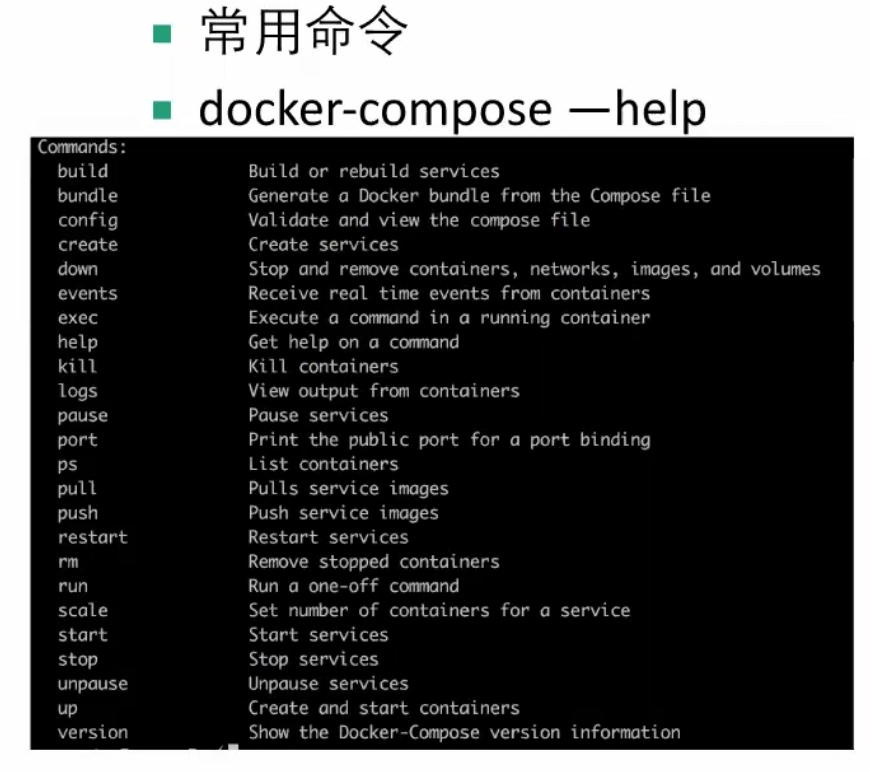 常用命令
docker-compose —help
Commands:
build Build or rebuild services
bundle Generate a Docker bundle from the Compose file
config Validate and view the compose file
create Create services
down Stop and remove containers, networks, images, and volumes
events Receive real time events from containers
exec Execute a command in a running container
help Get help on a command
kill Kill containers
logs View output from containers
pause Pause services
port Print the public port for a port binding
ps List containers
pull Pulls service images
push Push service images
restart Restart services
rm Remove stopped containers
run Run a one-off command
scale Set number of containers for a service
start Start services
stop Stop services
unpause Unpause services
up Create and start containers
version Show the Docker-Compose version information